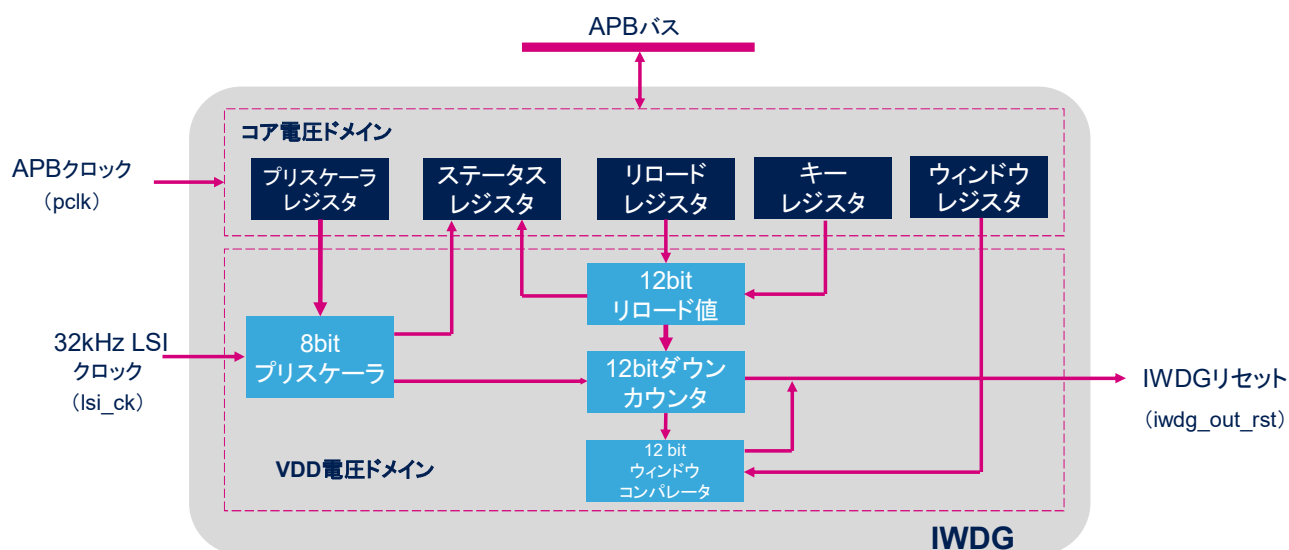 APBバス
コア電圧ドメイン
APBクロック
（pclk）
プリスケーラ
レジスタ
ステータス
レジスタ
リロード
レジスタ
キー
レジスタ
ウィンドウ
レジスタ
12bit
リロード値
32kHz LSI
クロック
（lsi_ck）
8bit
プリスケーラ
12bitダウン
カウンタ
IWDGリセット
（iwdg_out_rst）
12 bit
ウィンドウ
コンパレータ
VDD電圧ドメイン
IWDG